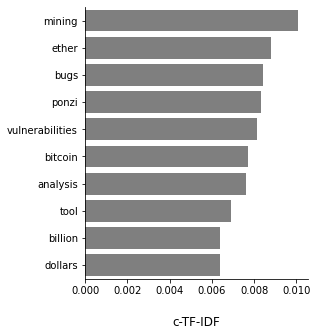 mining
ether
bugs
ponzi
vulnerabilities
bitcoin
analysis
tool
billion
dollars
0.000 0.002 0.004 0.006 0.008 0.010
c-TF-IDF